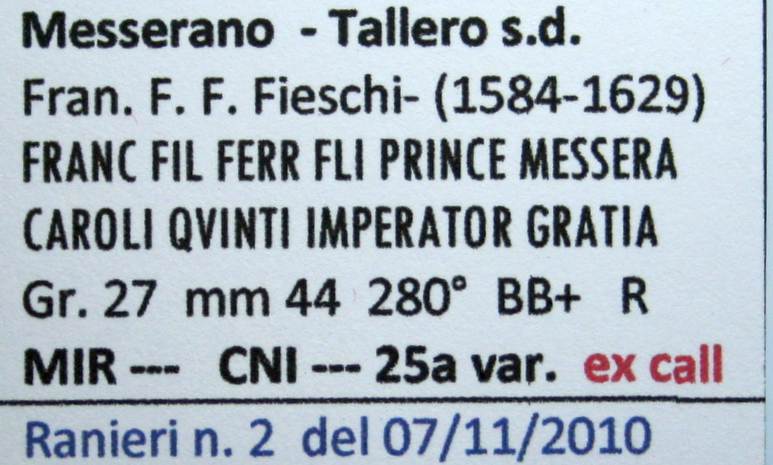 Messerano - Tallero s.d.
Fran. F. F. Fieschi- (1584-1629)
FRANC FIL FERR FLI PRINCE MESSERA
CAROLI QVINTI IMPERATOR GRATIA
Gr. 27 mm 44 280° BB+ R
MIR --- CNI --- 25a var. ex call
Ranieri n. 2 del 07/11/2010